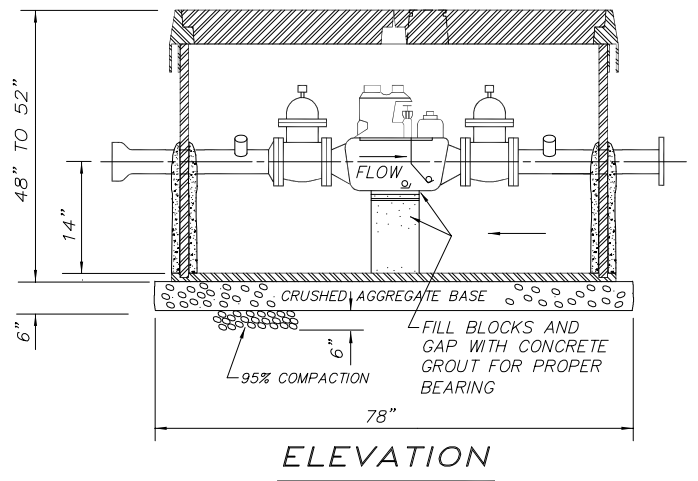 48" TO 52"
14"
FLOW
CRUSHED AGGREGATE BASE
6"
6"
95% COMPACTION
FILL BLOCKS AND
GAP WITH CONCRETE
GROUT FOR PROPER
BEARING
78"
ELEVATION